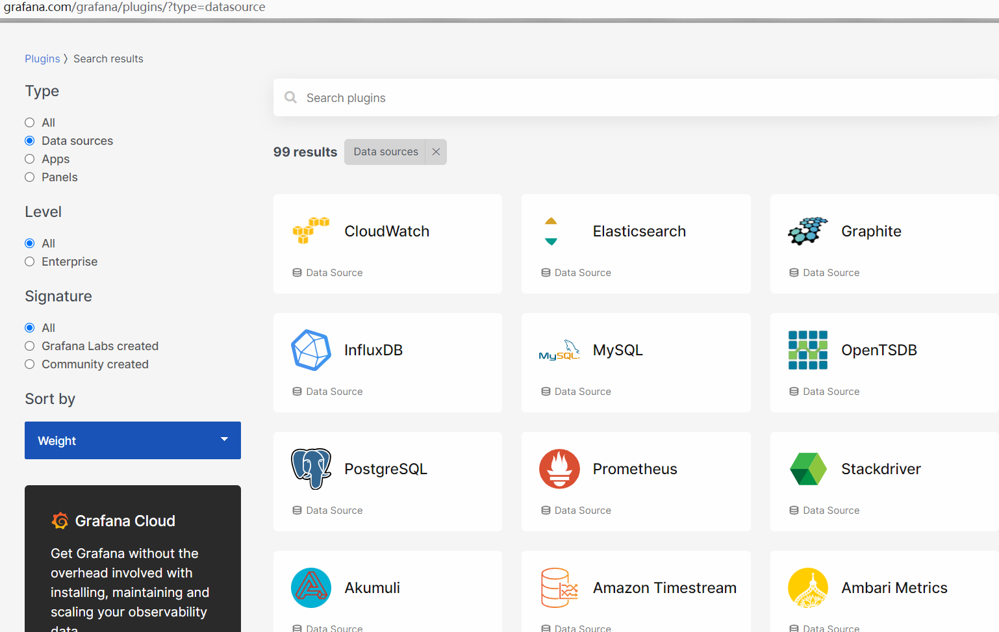 grafana.com/grafana/plugins/?type=datasource
Plugins 〉 Search results
Type
All
Data sources
Apps
Panels
Level
All
Enterprise
Signature
All
Grafana Labs created
Community created
Sort by
Weight
Grafana Cloud
Get Grafana without the
overhead involved with
installing, maintaining and
scaling your observability
data.
Search plugins
99 results Data sources ×
CloudWatch
Data Source
Elasticsearch
Data Source
Graphite
Data Source
InfluxDB
Data Source
MySQL
MySQL
Data Source
OpenTSDB
Data Source
PostgreSQL
Data Source
Prometheus
Data Source
Stackdriver
Data Source
Akumuli
Data Source
Amazon Timestream
Data Source
Ambari Metrics
Data Source